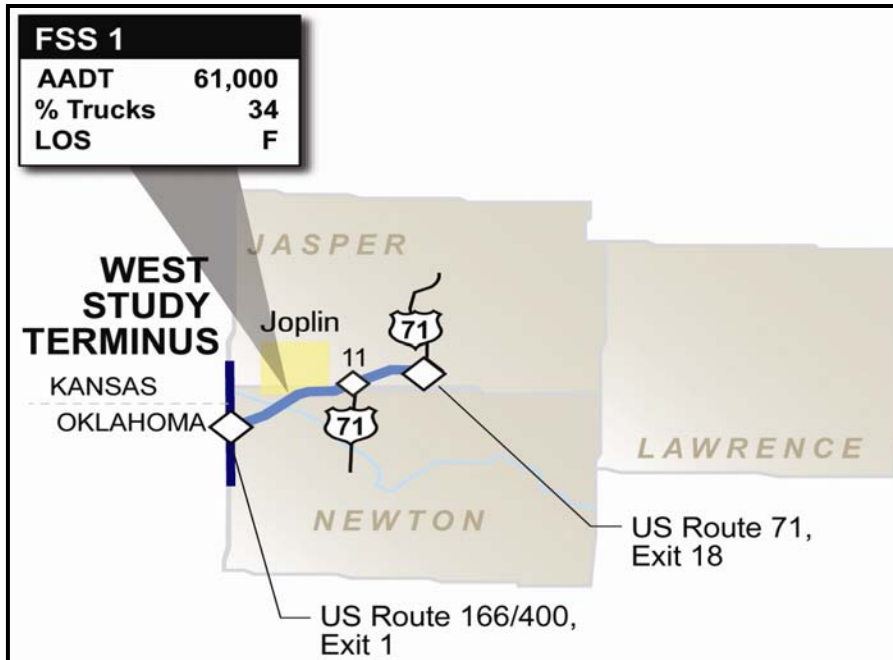 FSS 1
AADT 61,000
% Trucks 34
LOS F
JASPER
WEST
STUDY
TERMINUS
Joplin
71
11
KANSAS
OKLAHOMA
71
LAWRENCE
NEWTON
US Route 71,
Exit 18
US Route 166/400,
Exit 1